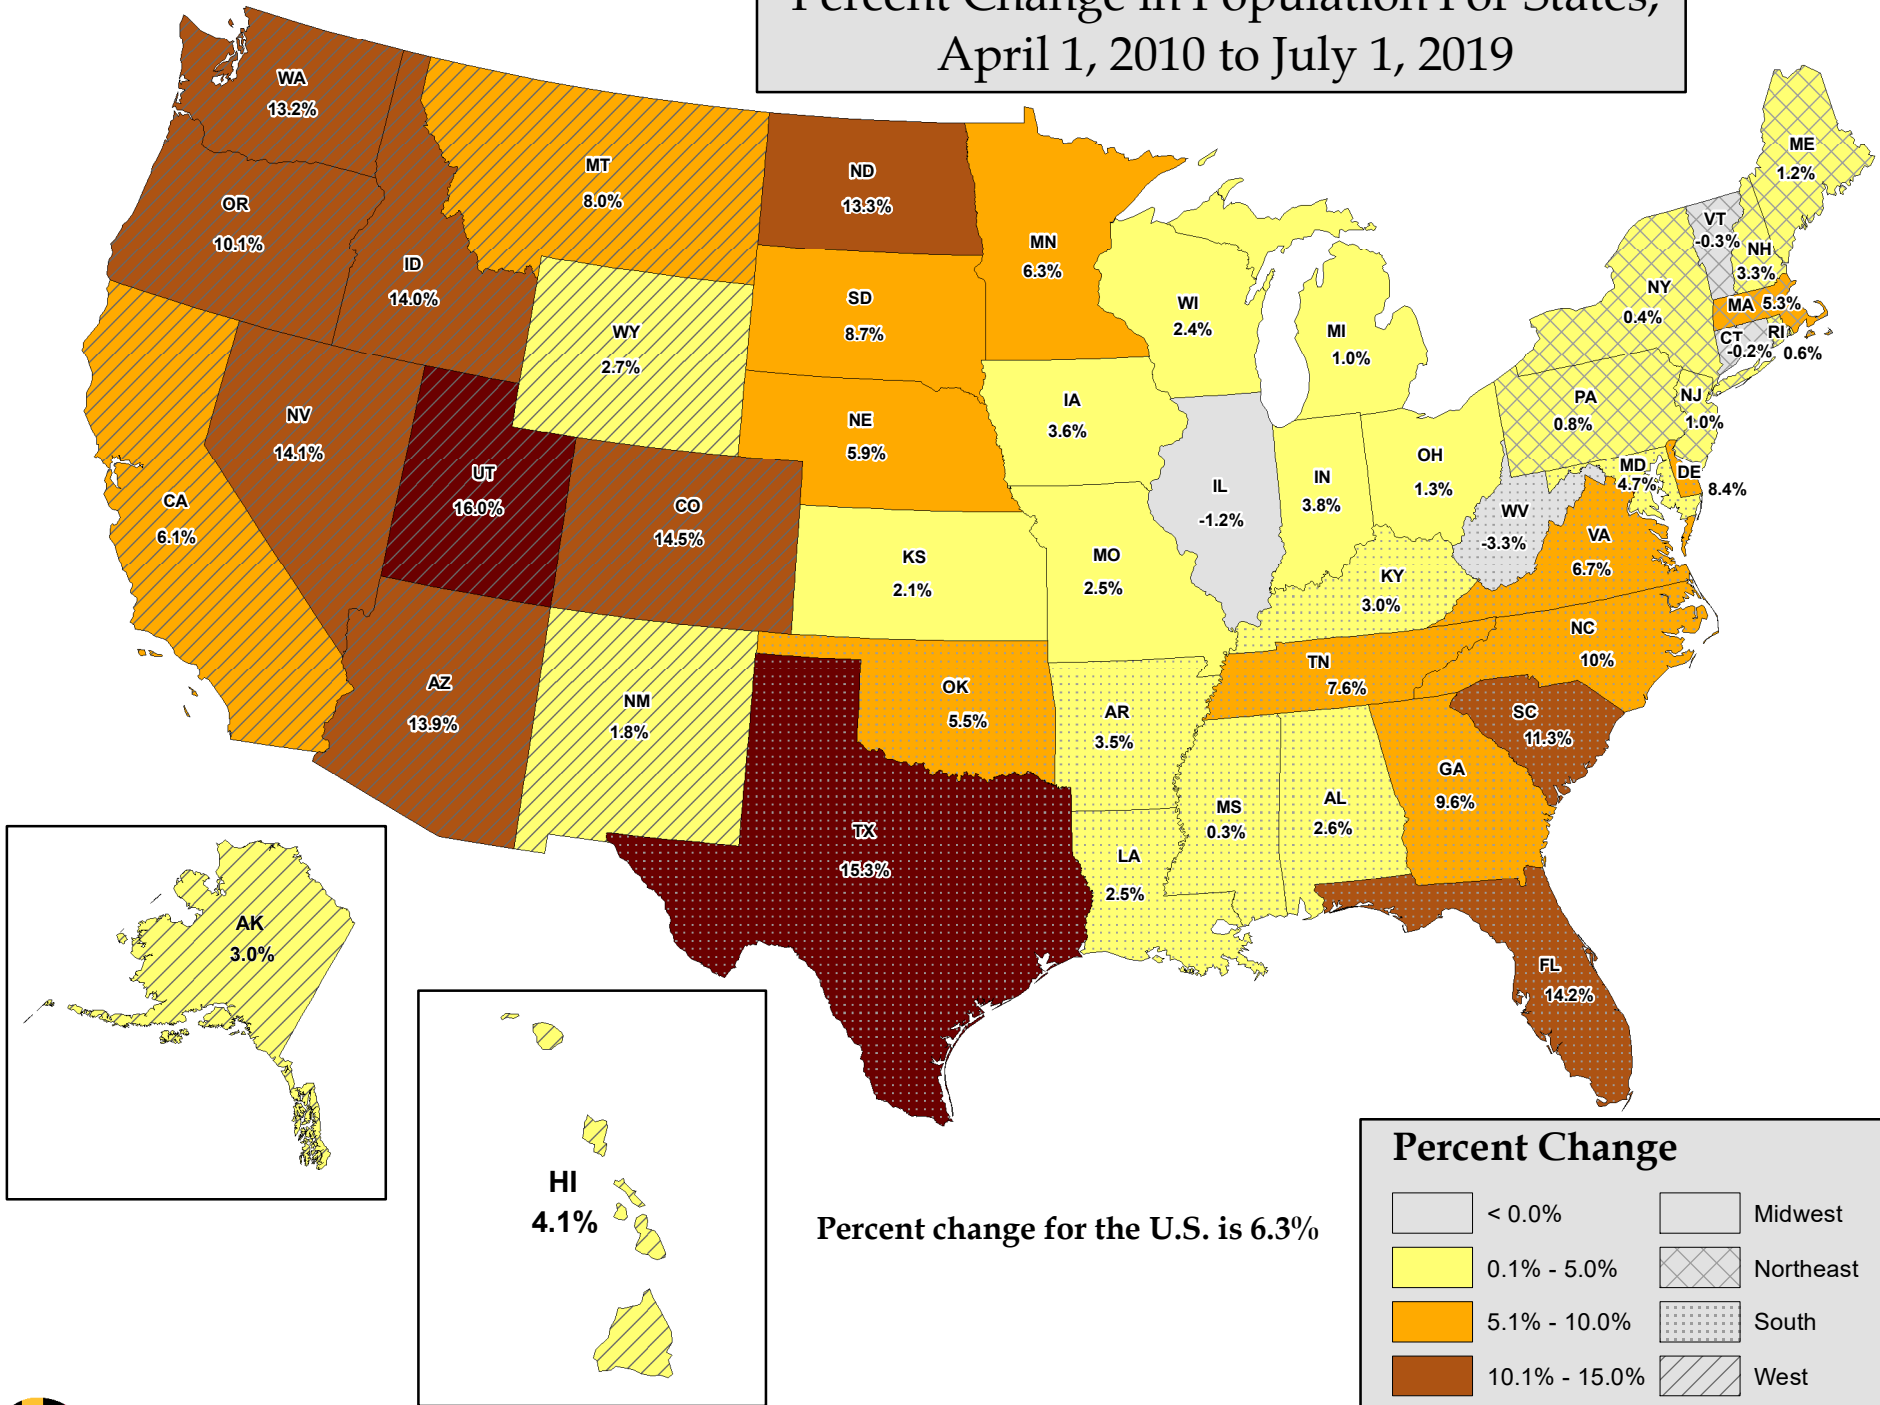 Percent Change in Population For States,
April 1, 2010 to July 1, 2019
WA
13.2%
OR
10.1%
ID
14.0%
MT
8.0%
ND
13.3%
MN
6.3%
SD
8.7%
WY
2.7%
NE
5.9%
NV
14.1%
UT
16.0%
CO
14.5%
CA
6.1%
KS
2.1%
AZ
13.9%
NM
1.8%
OK
5.5%
TX
15.3%
WI
2.4%
MI
1.0%
IA
3.6%
IL
-1.2%
IN
3.8%
OH
1.3%
MO
2.5%
KY
3.0%
WV
-3.3%
VA
6.7%
TN
7.6%
NC
10%
SC
11.3%
AR
3.5%
MS
0.3%
AL
2.6%
GA
9.6%
LA
2.5%
FL
14.2%
ME
1.2%
VT
-0.3%
NH
3.3%
NY
0.4%
MA 5.3%
CT
-0.2%
RI
0.6%
PA
0.8%
NJ
1.0%
MD
4.7%
DE
8.4%
AK
3.0%
HI
4.1%
Percent change for the U.S. is 6.3%
Percent Change
< 0.0%
Midwest
0.1% - 5.0%
Northeast
5.1% - 10.0%
South
10.1% - 15.0%
West